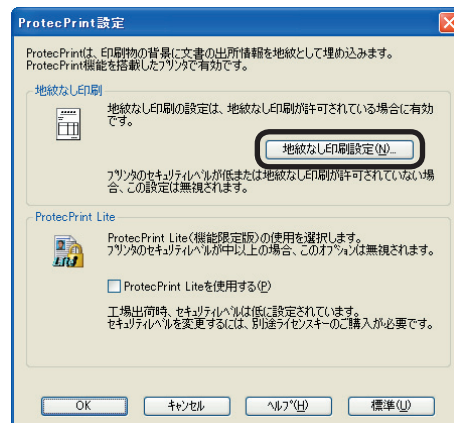 ProtecPrint設定
ProtecPrintは、印刷物の背景に文書の出所情報を地紋として埋め込みます。
ProtecPrint機能を搭載したプリンタで有効です。
地紋なし印刷
地紋なし印刷の設定は、地紋なし印刷が許可されている場合に有効
です。
地紋なし印刷設定(N)...
プリンタのセキュリティレベルが低または地紋なし印刷が許可されていない場
合、この設定は無視されます。
ProtecPrint Lite
ProtecPrint Lite(機能限定版)の使用を選択します。
プリンタのセキュリティレベルが中以上の場合、このオプションは無視されます。
LITE
ProtecPrint Liteを使用する(P)
工場出荷時、セキュリティレベルは低に設定されています。
セキュリティレベルを変更するには、別途ライセンスキーのご購入が必要です。
OK キャンセル ヘルプ(H) 標準(U)